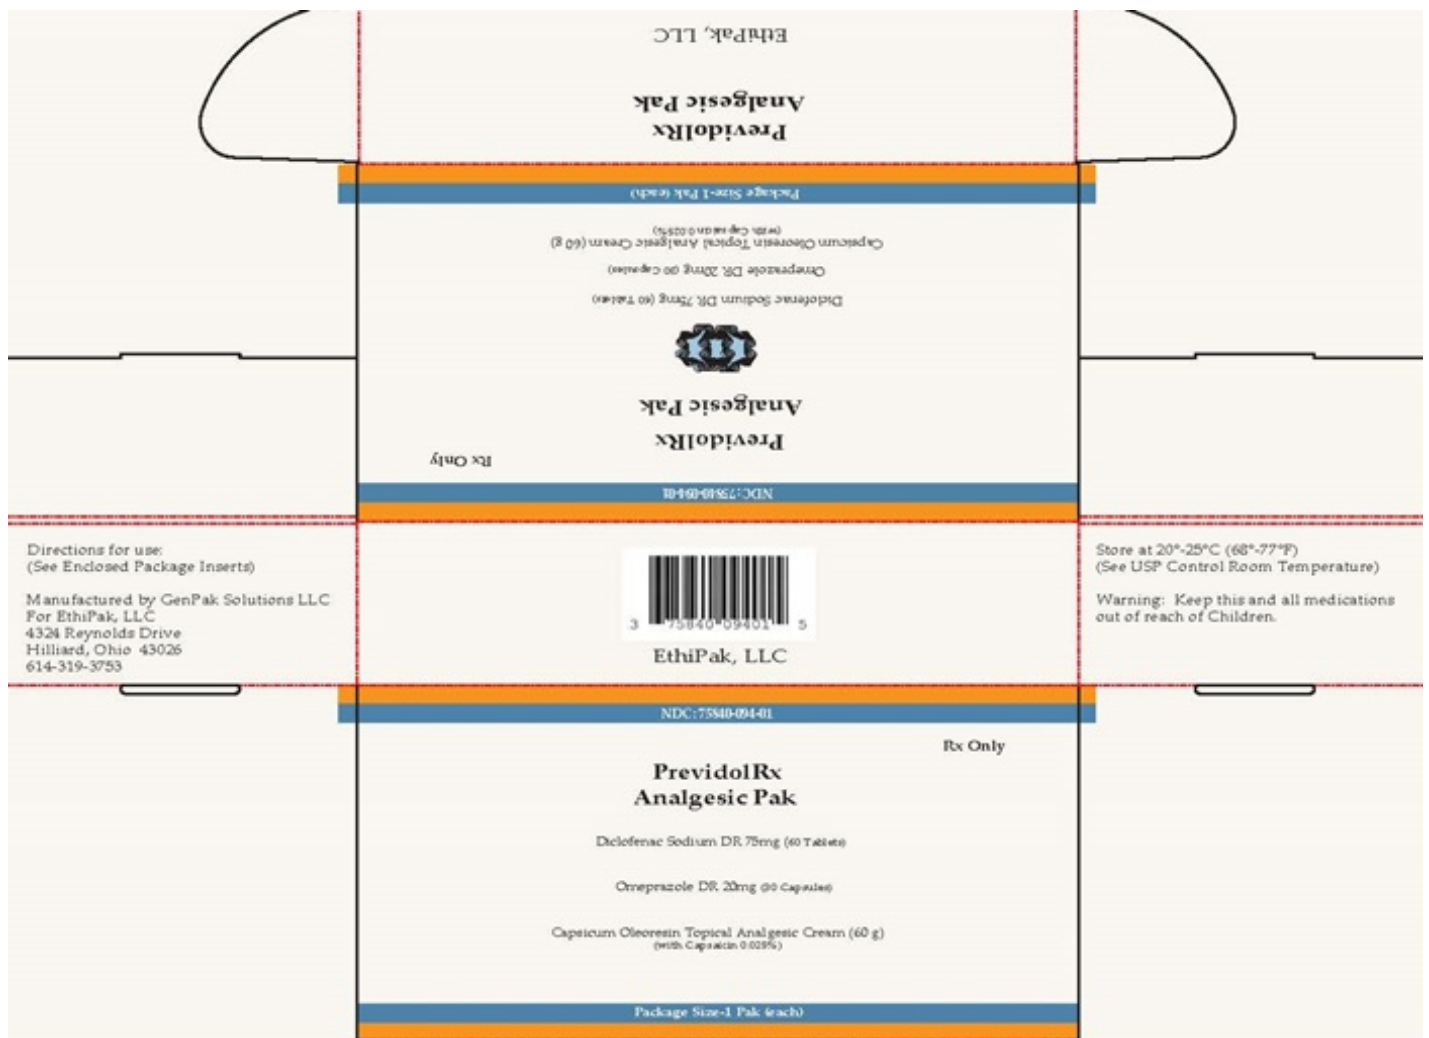 EthiPak, LLC
Analgesic Pak
PrevidolRx
Package Size-1 Pak (each)
(with Capsaicin 0.025%)
Capsicum Oleoresin Topical Analgesic Cream (60 g)
Omeprazole DR 20mg (30 Capsules)
Diclofenac Sodium DR 75mg (60 Tablets)
Analgesic Pak
PrevidolRx
Rx Only
NDC:75840-094-01
Directions for use:
(See Enclosed Package Inserts)
Manufactured by GenPak Solutions LLC
For EthiPak, LLC
4324 Reynolds Drive
Hilliard, Ohio 43026
614-319-3753
3 75840 09401 5
EthiPak, LLC
Store at 20°-25°C (68°-77°F)
(See USP Control Room Temperature)
Warning: Keep this and all medications
out of reach of Children.
NDC:75840-094-01
Rx Only
PrevidolRx
Analgesic Pak
Diclofenac Sodium DR 75mg (60 Tablets)
Omeprazole DR 20mg (30 Capsules)
Capsicum Oleoresin Topical Analgesic Cream (60 g)
(with Capsaicin 0.025%)
Package Size-1 Pak (each)